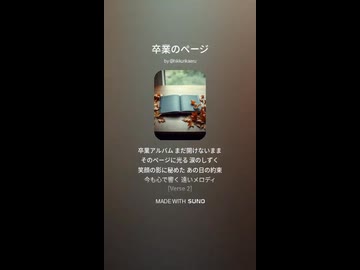 卒業のページ
卒業アルバム まだ開けないまま
そのページに光る 涙のしずく
笑顔の影に秘めた あの日の約束
今も心で響く 遠いメロディ
[Verse 2]
MADE WITH SUNO